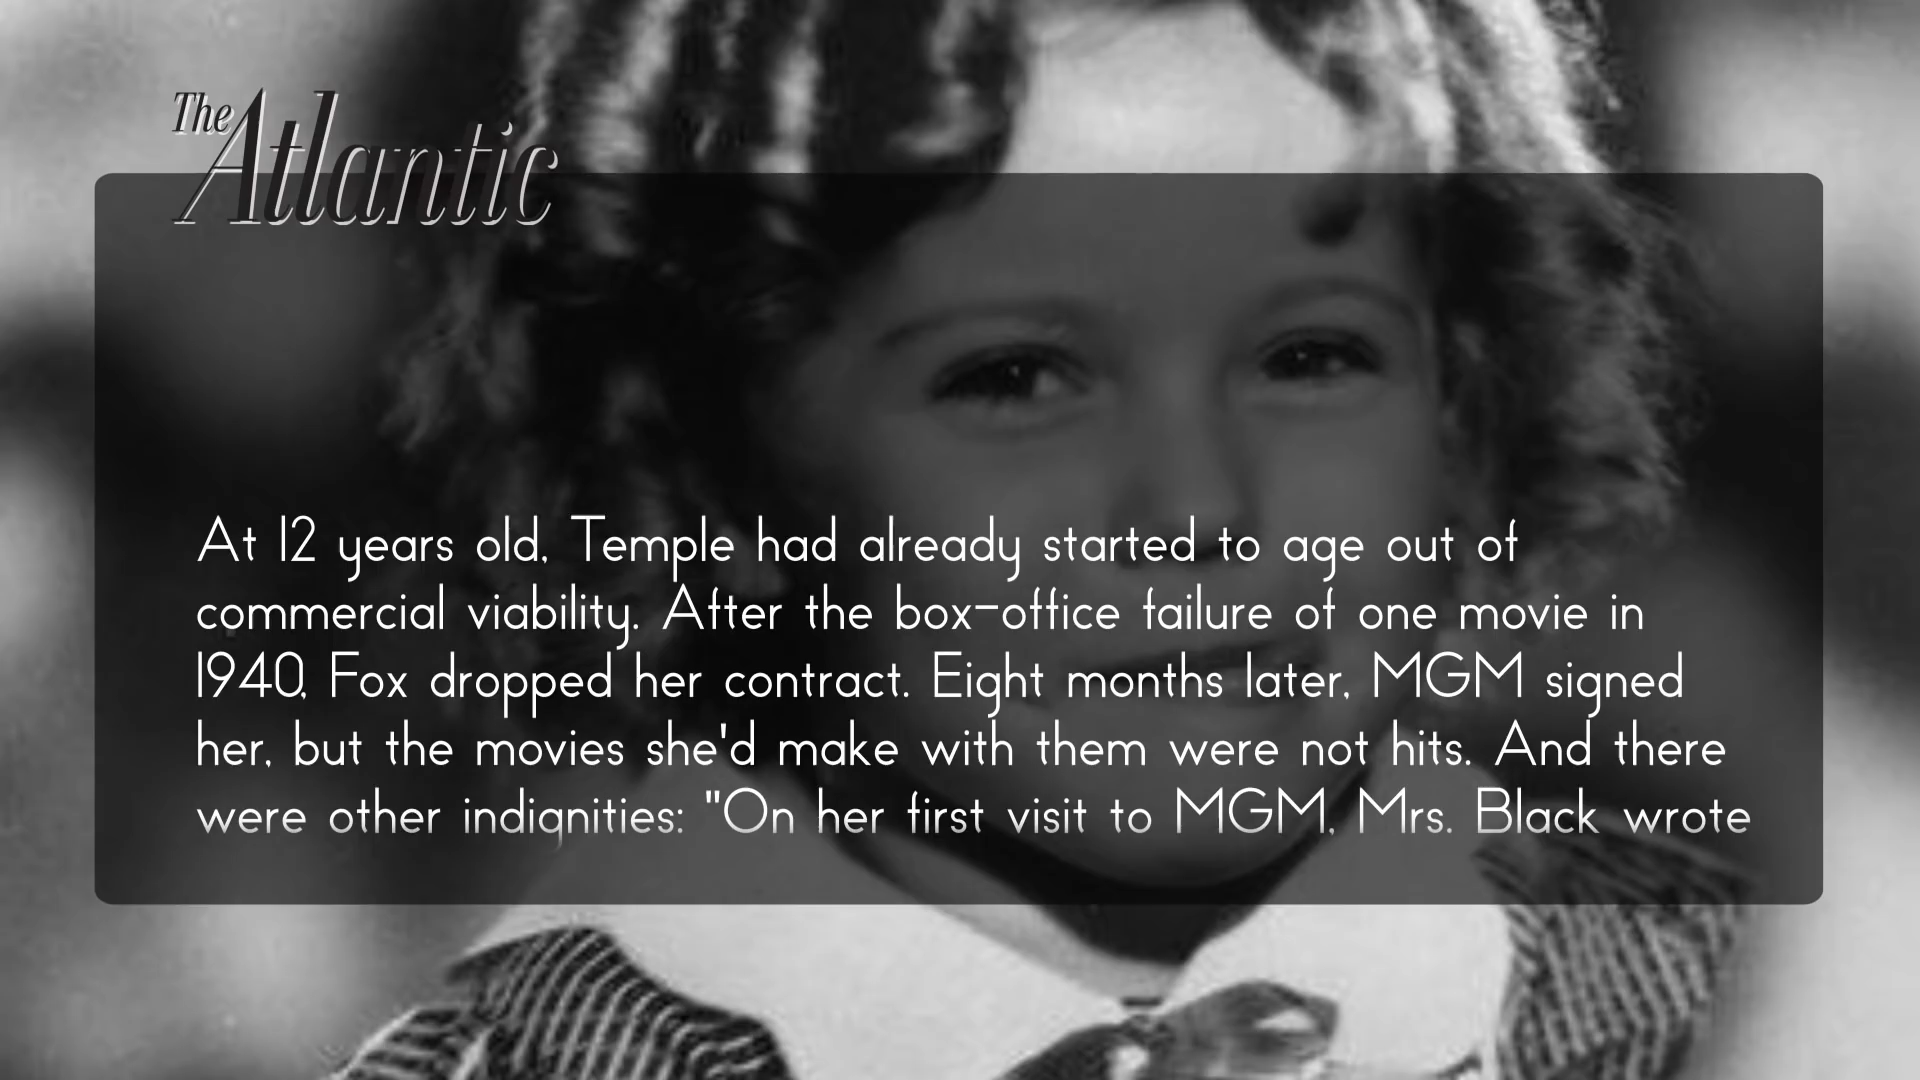 The Atlantic
At 12 years old, Temple had already started to age out of
commercial viability. After the box-office failure of one movie in
1940, Fox dropped her contract. Eight months later, MGM signed
her, but the movies she'd make with them were not hits. And there
were other indignities: "On her first visit to MGM, Mrs. Black wrote